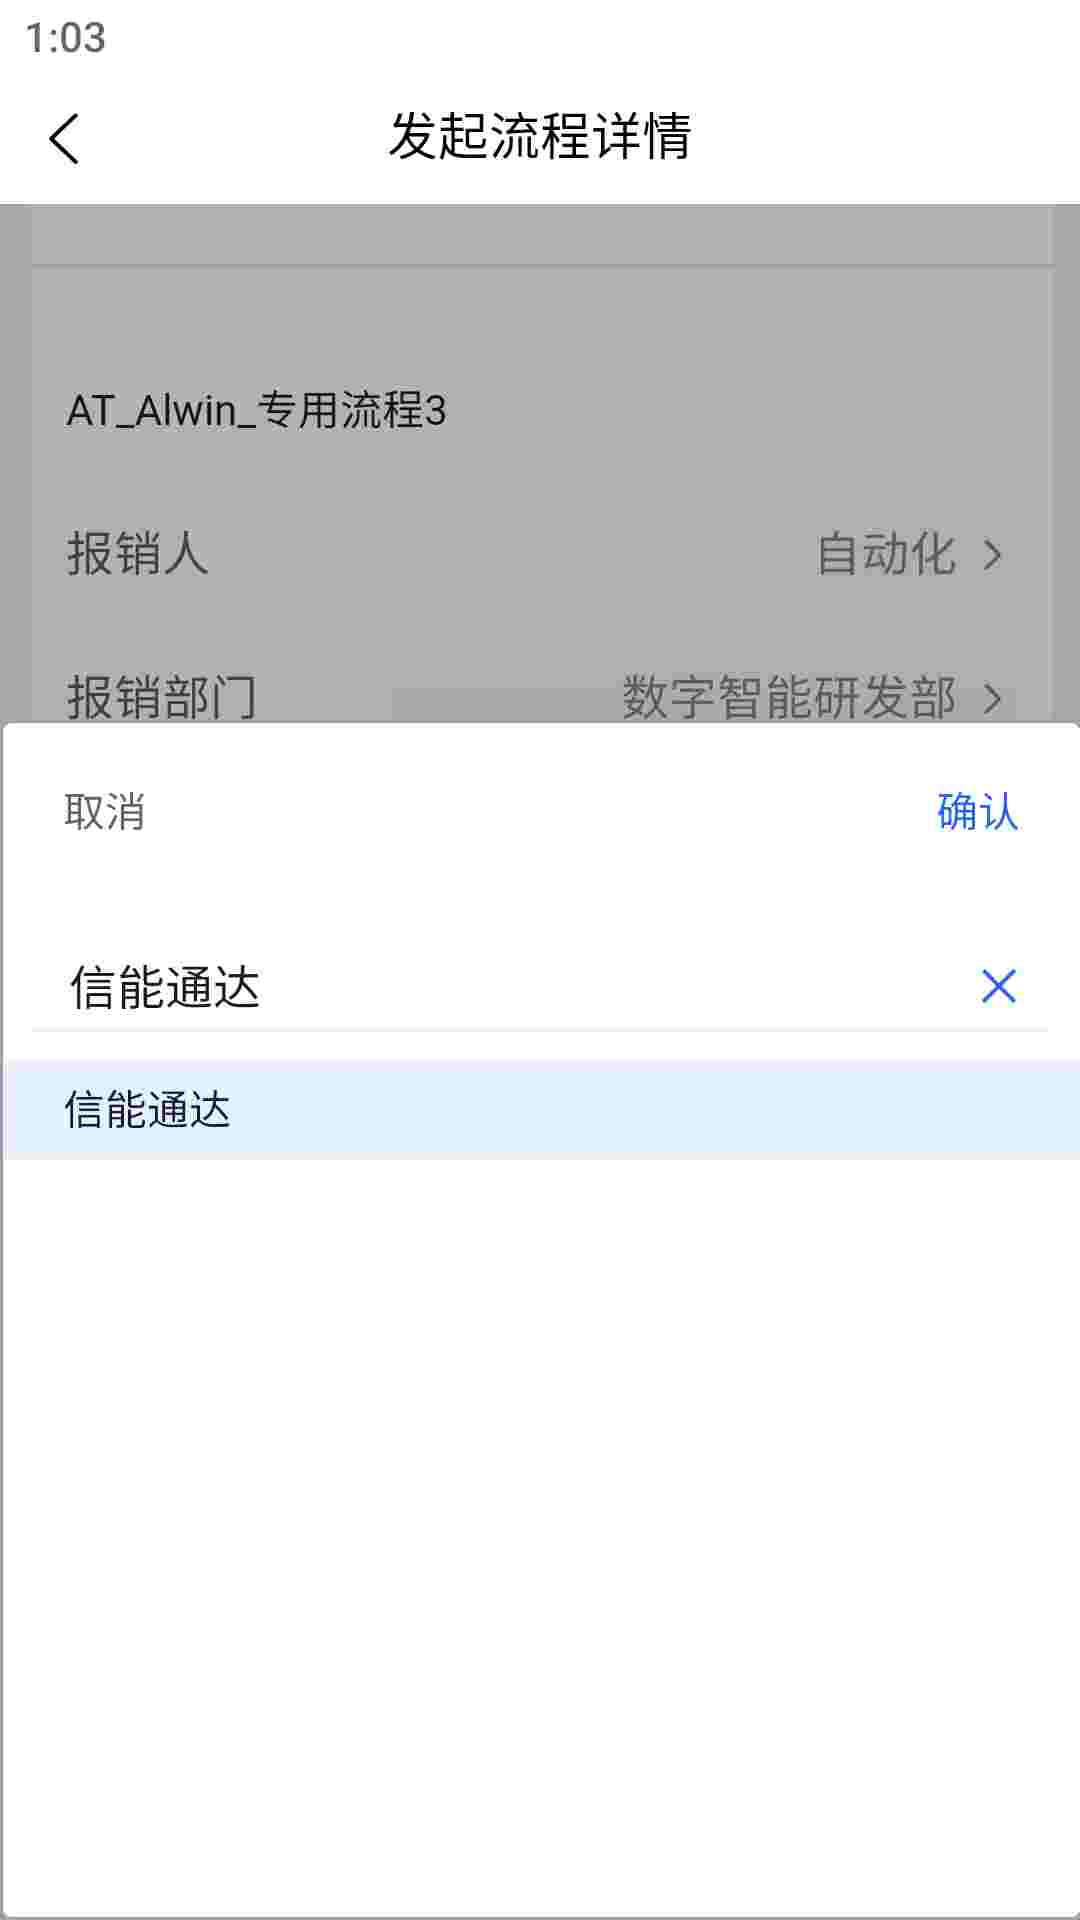 1:03
发起流程详情
AT_Alwin_专用流程3
报销人 自动化
报销部门 数字智能研发部
取消 确认
信能通达
信能通达